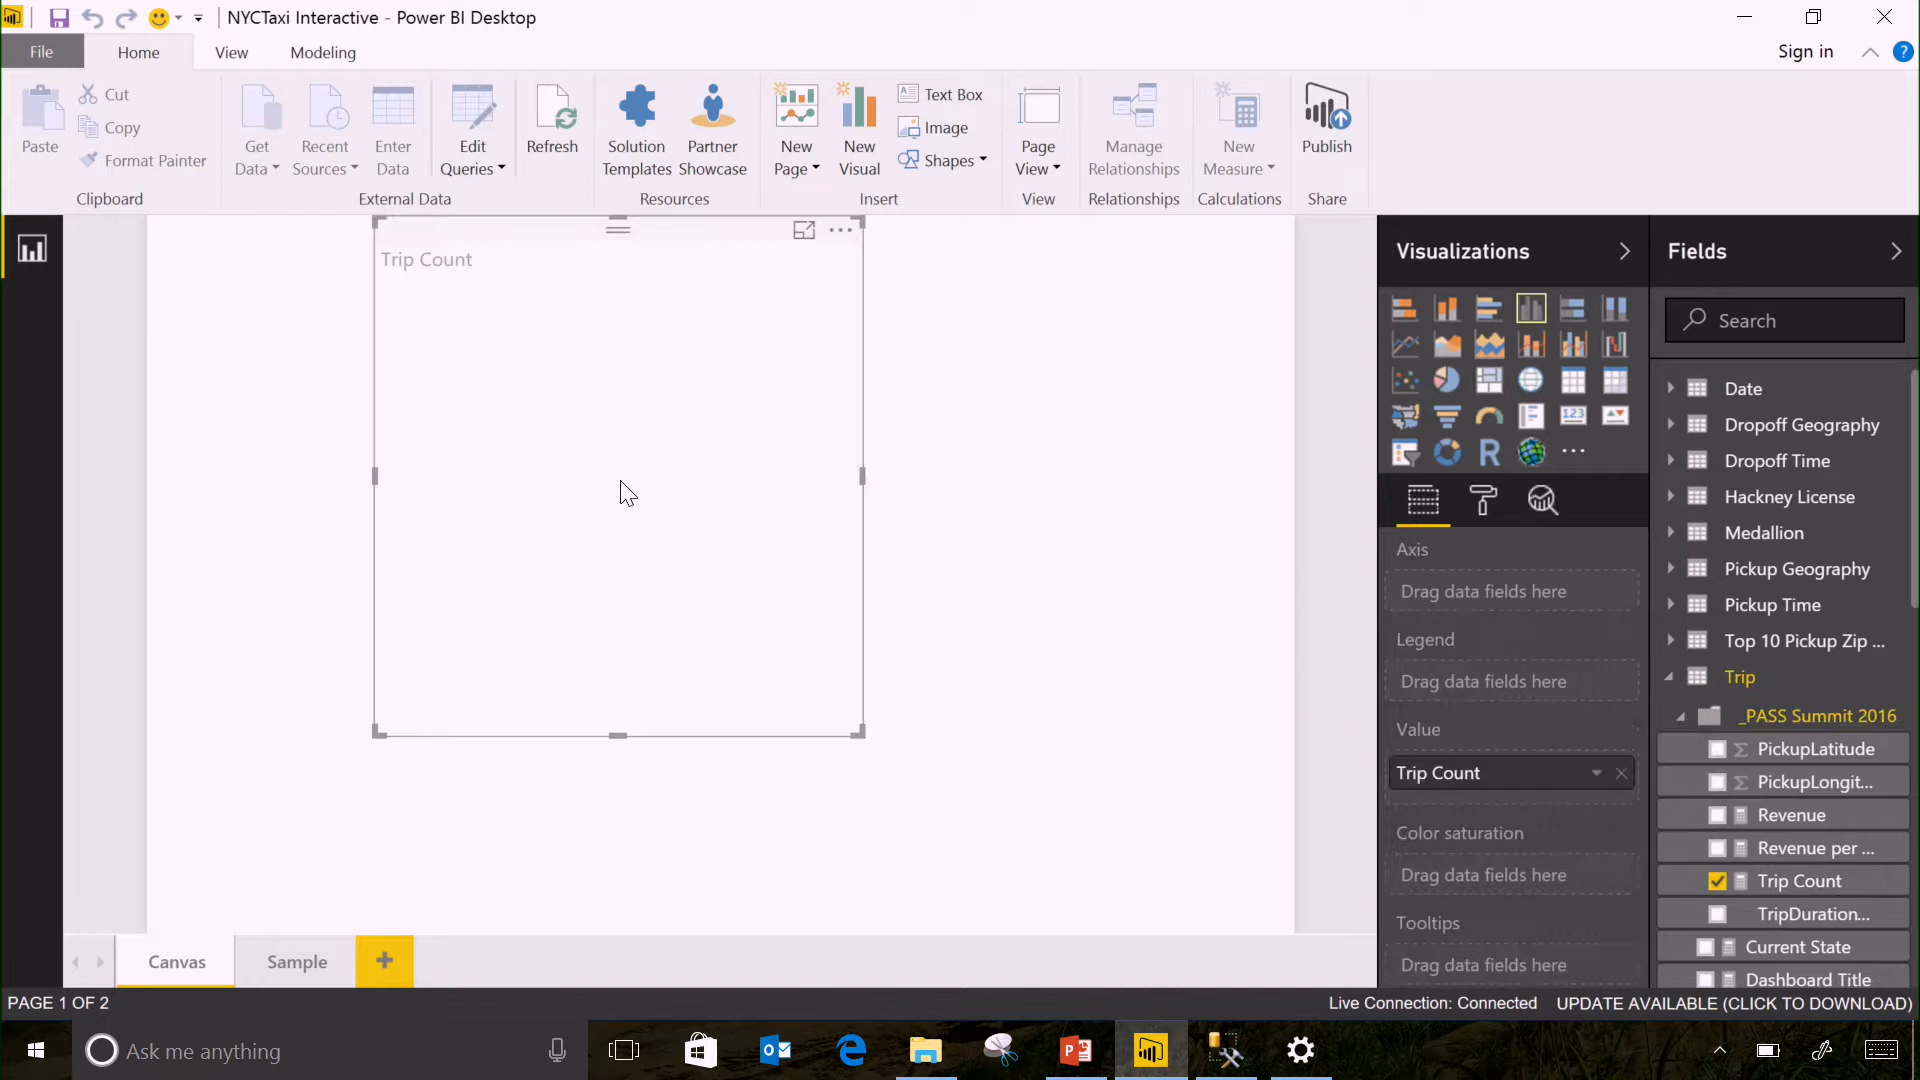 NYCTaxi Interactive - Power BI Desktop
File
Home
View
Modeling
Sign in
?
Paste
Cut
Copy
Format Painter
Clipboard
Get
Data
Recent
Sources
Enter
Data
Edit
Queries
External Data
Refresh
Solution
Templates
Partner
Showcase
Resources
New
Page
New
Visual
Text Box
Image
Shapes
Insert
Page
View
View
Manage
Relationships
Relationships
New
Measure
Calculations
Publish
Share
Trip Count
Visualizations
123
R
Axis
Drag data fields here
Legend
Drag data fields here
Value
Trip Count
Color saturation
Drag data fields here
Tooltips
Drag data fields here
Fields
Search
Date
Dropoff Geography
Dropoff Time
Hackney License
Medallion
Pickup Geography
Pickup Time
Top 10 Pickup Zip ...
Trip
_PASS Summit 2016
PickupLatitude
PickupLongit...
Revenue
Revenue per ...
Trip Count
TripDuration...
Current State
Dashboard Title
Canvas
Sample
+
PAGE 1 OF 2
Live Connection: Connected
UPDATE AVAILABLE (CLICK TO DOWNLOAD)
Ask me anything